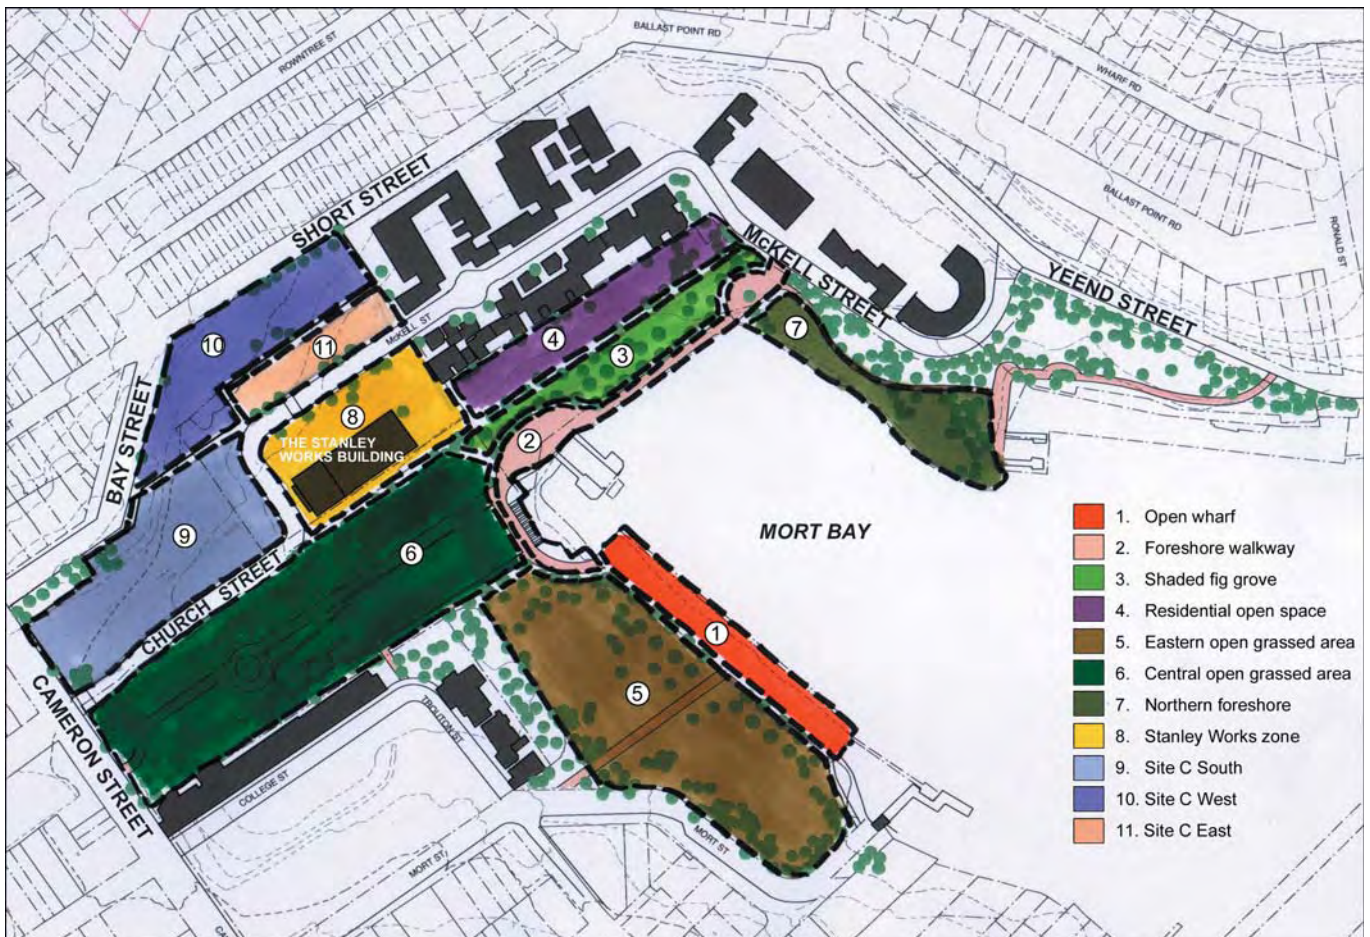 BALLAST POINT RD
ROWNTREE ST
WHARF RD
SHORT STREET
BALLAST POINT RD
RONALD ST
McKELL STREET
YEEND STREET
10
11
McKELL ST
4
3
7
BAY STREET
8
THE STANLEY
WORKS BUILDING
2
9
6
MORT BAY
CHURCH STREET
1
5
CAMERON STREET
TROUTON ST
COLLEGE ST
MORT ST
MORT ST
1. Open wharf
2. Foreshore walkway
3. Shaded fig grove
4. Residential open space
5. Eastern open grassed area
6. Central open grassed area
7. Northern foreshore
8. Stanley Works zone
9. Site C South
10. Site C West
11. Site C East